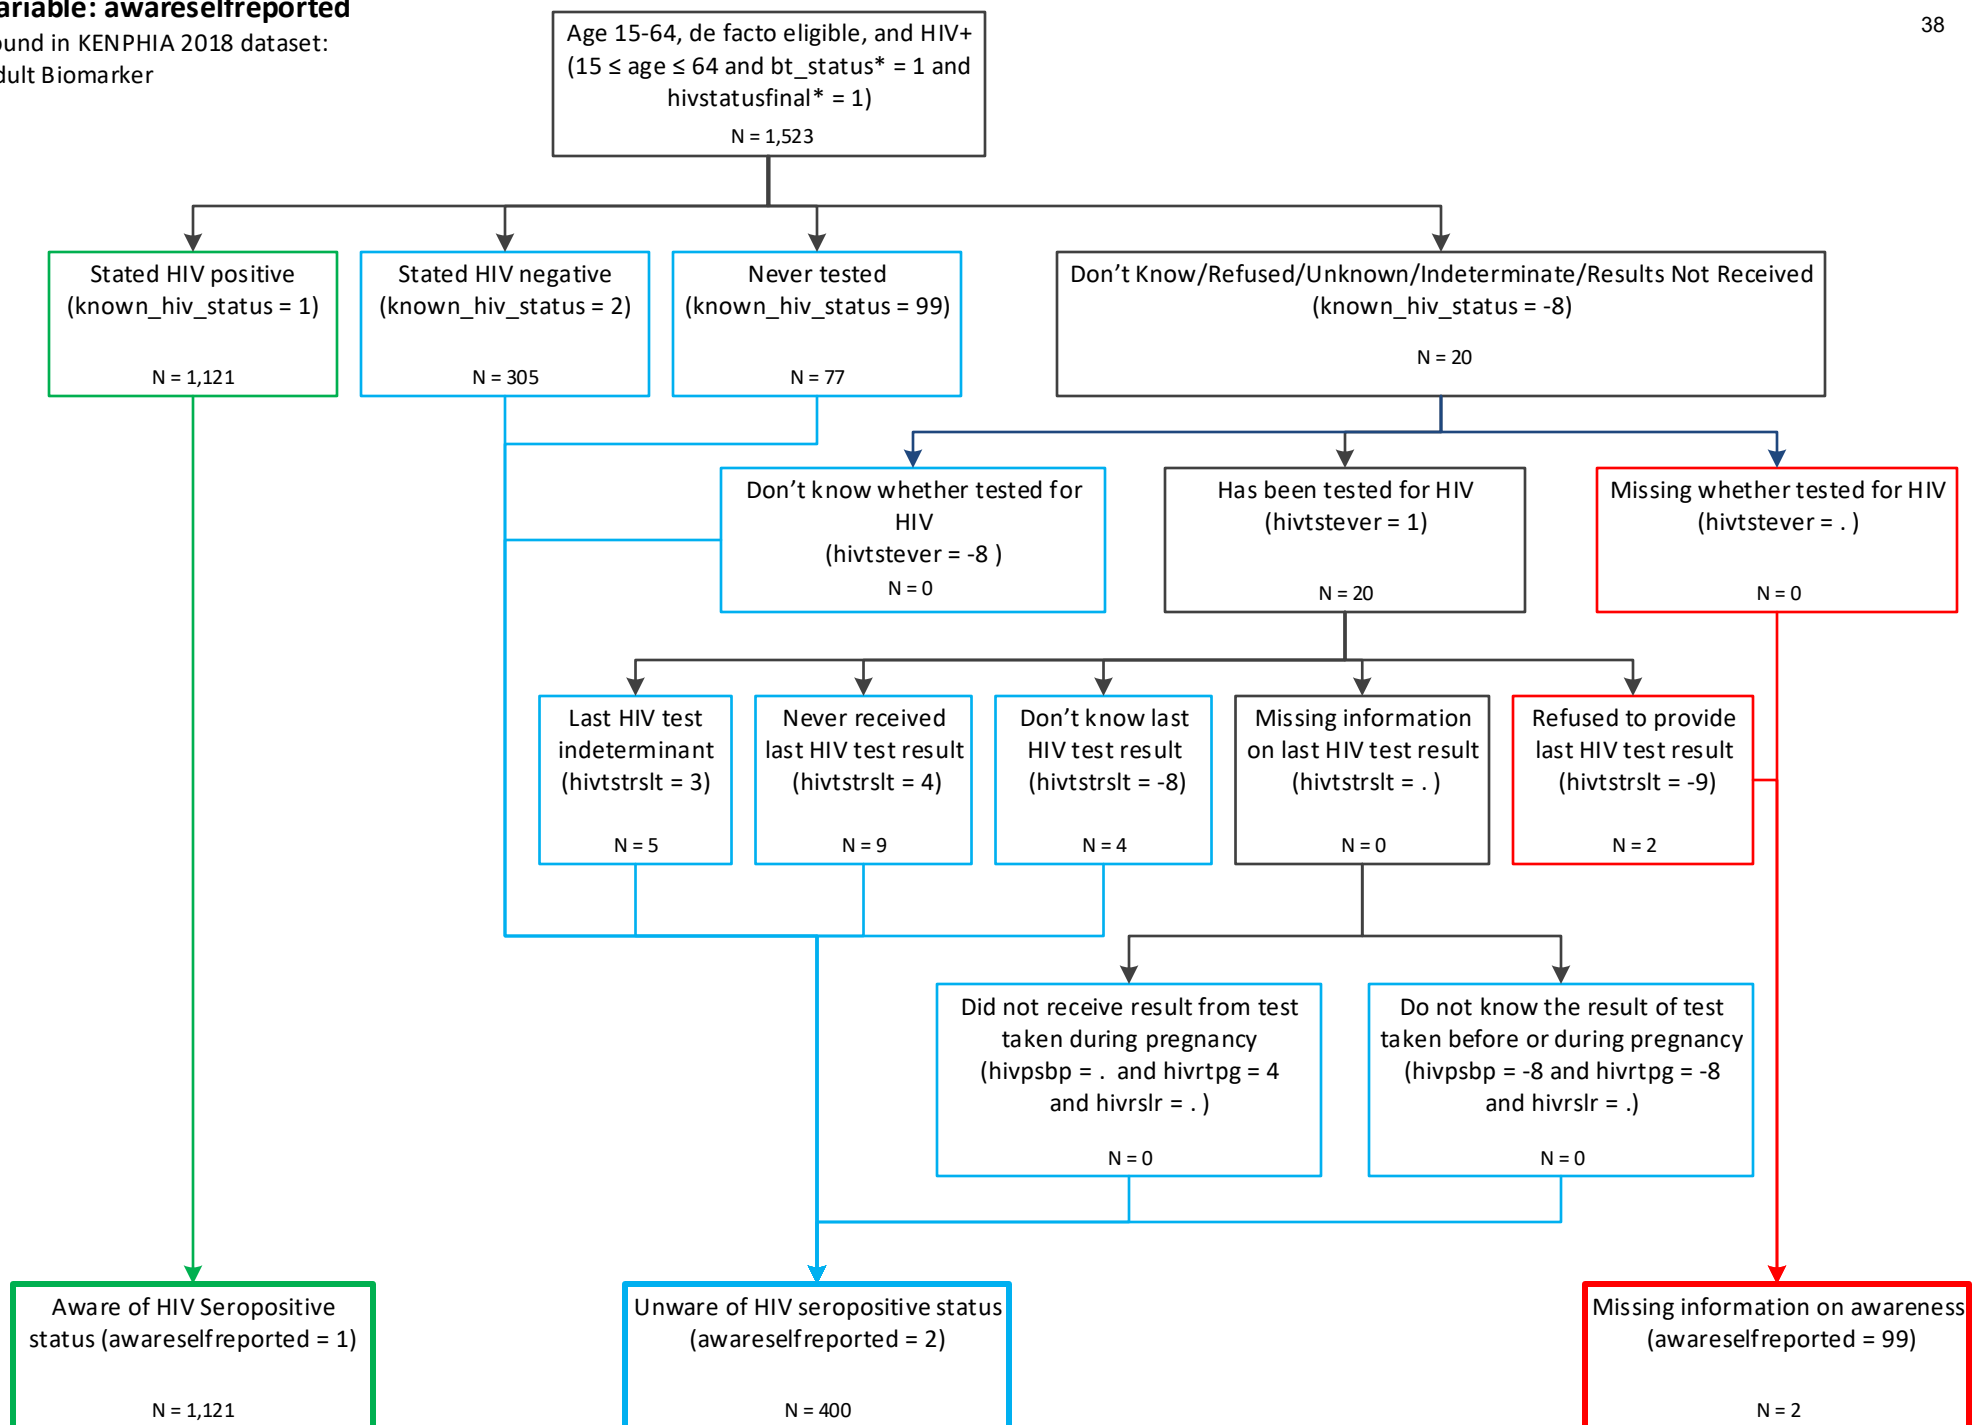 ariable: awareselfreported
ound in KENPHIA 2018 dataset:
dult Biomarker
38
Age 15-64, de facto eligible, and HIV+
(15 ≤ age ≤ 64 and bt_status* = 1 and
hivstatusfinal* = 1)
N = 1,523
Stated HIV positive
(known_hiv_status = 1)
N = 1,121
Stated HIV negative
(known_hiv_status = 2)
N = 305
Never tested
(known_hiv_status = 99)
N = 77
Don’t Know/Refused/Unknown/Indeterminate/Results Not Received
(known_hiv_status = -8)
N = 20
Don’t know whether tested for
HIV
(hivtstever = -8 )
N = 0
Has been tested for HIV
(hivtstever = 1)
N = 20
Missing whether tested for HIV
(hivtstever = . )
N = 0
Last HIV test
indeterminant
(hivtstrslt = 3)
N = 5
Never received
last HIV test result
(hivtstrslt = 4)
N = 9
Don’t know last
HIV test result
(hivtstrslt = -8)
N = 4
Missing information
on last HIV test result
(hivtstrslt = . )
N = 0
Refused to provide
last HIV test result
(hivtstrslt = -9)
N = 2
Did not receive result from test
taken during pregnancy
(hivpsbp = . and hivrtpg = 4
and hivrslr = . )
N = 0
Do not know the result of test
taken before or during pregnancy
(hivpsbp = -8 and hivrtpg = -8
and hivrslr = .)
N = 0
Aware of HIV Seropositive
status (awareselfreported = 1)
N = 1,121
Unware of HIV seropositive status
(awareselfreported = 2)
N = 400
Missing information on awareness
(awareselfreported = 99)
N = 2